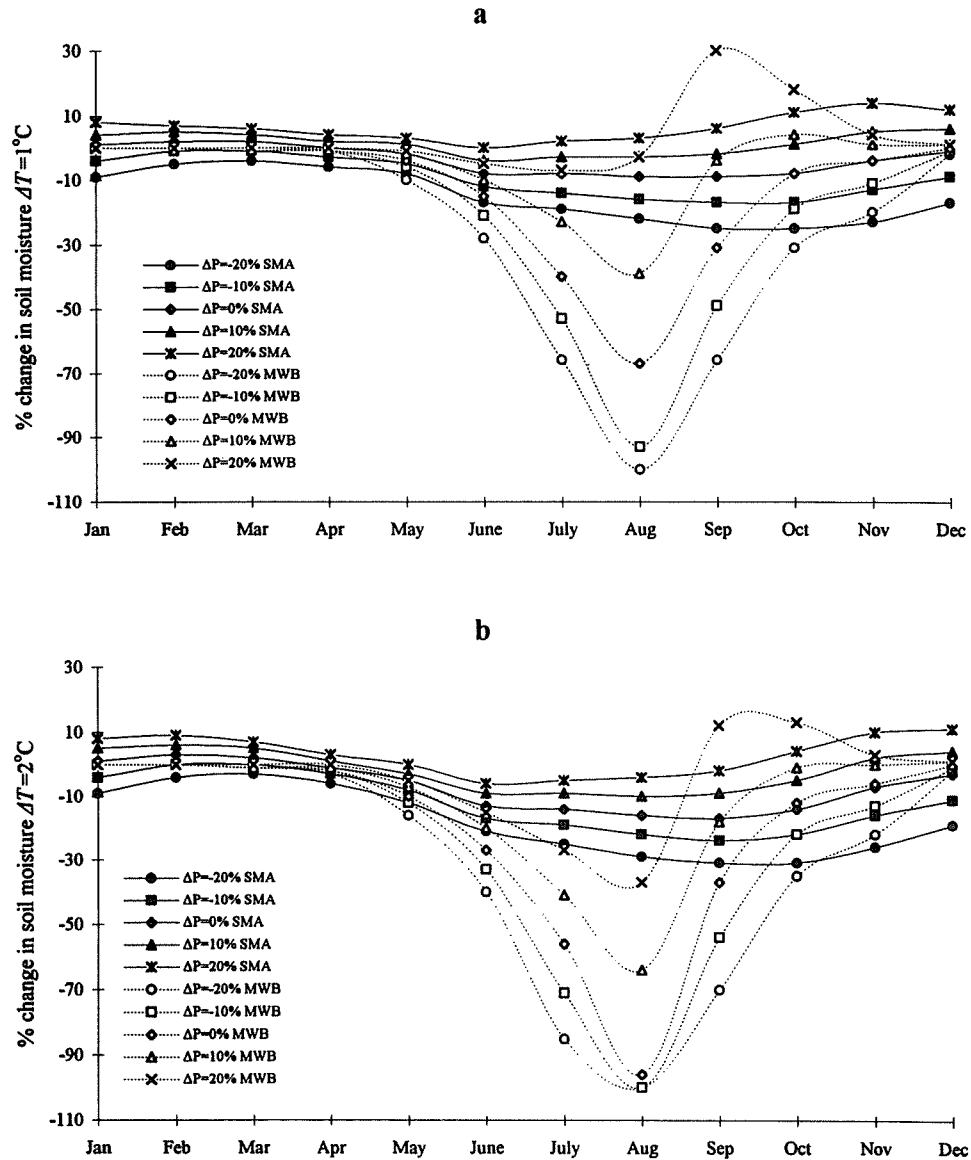 a
% change in soil moisture ΔT=1°C
30
10
-10
-30
-50
-70
-90
-110
ΔP=-20% SMA
ΔP=-10% SMA
ΔP=0% SMA
ΔP=10% SMA
ΔP=20% SMA
ΔP=-20% MWB
ΔP=-10% MWB
ΔP=0% MWB
ΔP=10% MWB
ΔP=20% MWB
Jan Feb Mar Apr May June July Aug Sep Oct Nov Dec
b
% change in soil moisture ΔT=2°C
30
10
-10
-30
-50
-70
-90
-110
ΔP=-20% SMA
ΔP=-10% SMA
ΔP=0% SMA
ΔP=10% SMA
ΔP=20% SMA
ΔP=-20% MWB
ΔP=-10% MWB
ΔP=0% MWB
ΔP=10% MWB
ΔP=20% MWB
Jan Feb Mar Apr May June July Aug Sep Oct Nov Dec